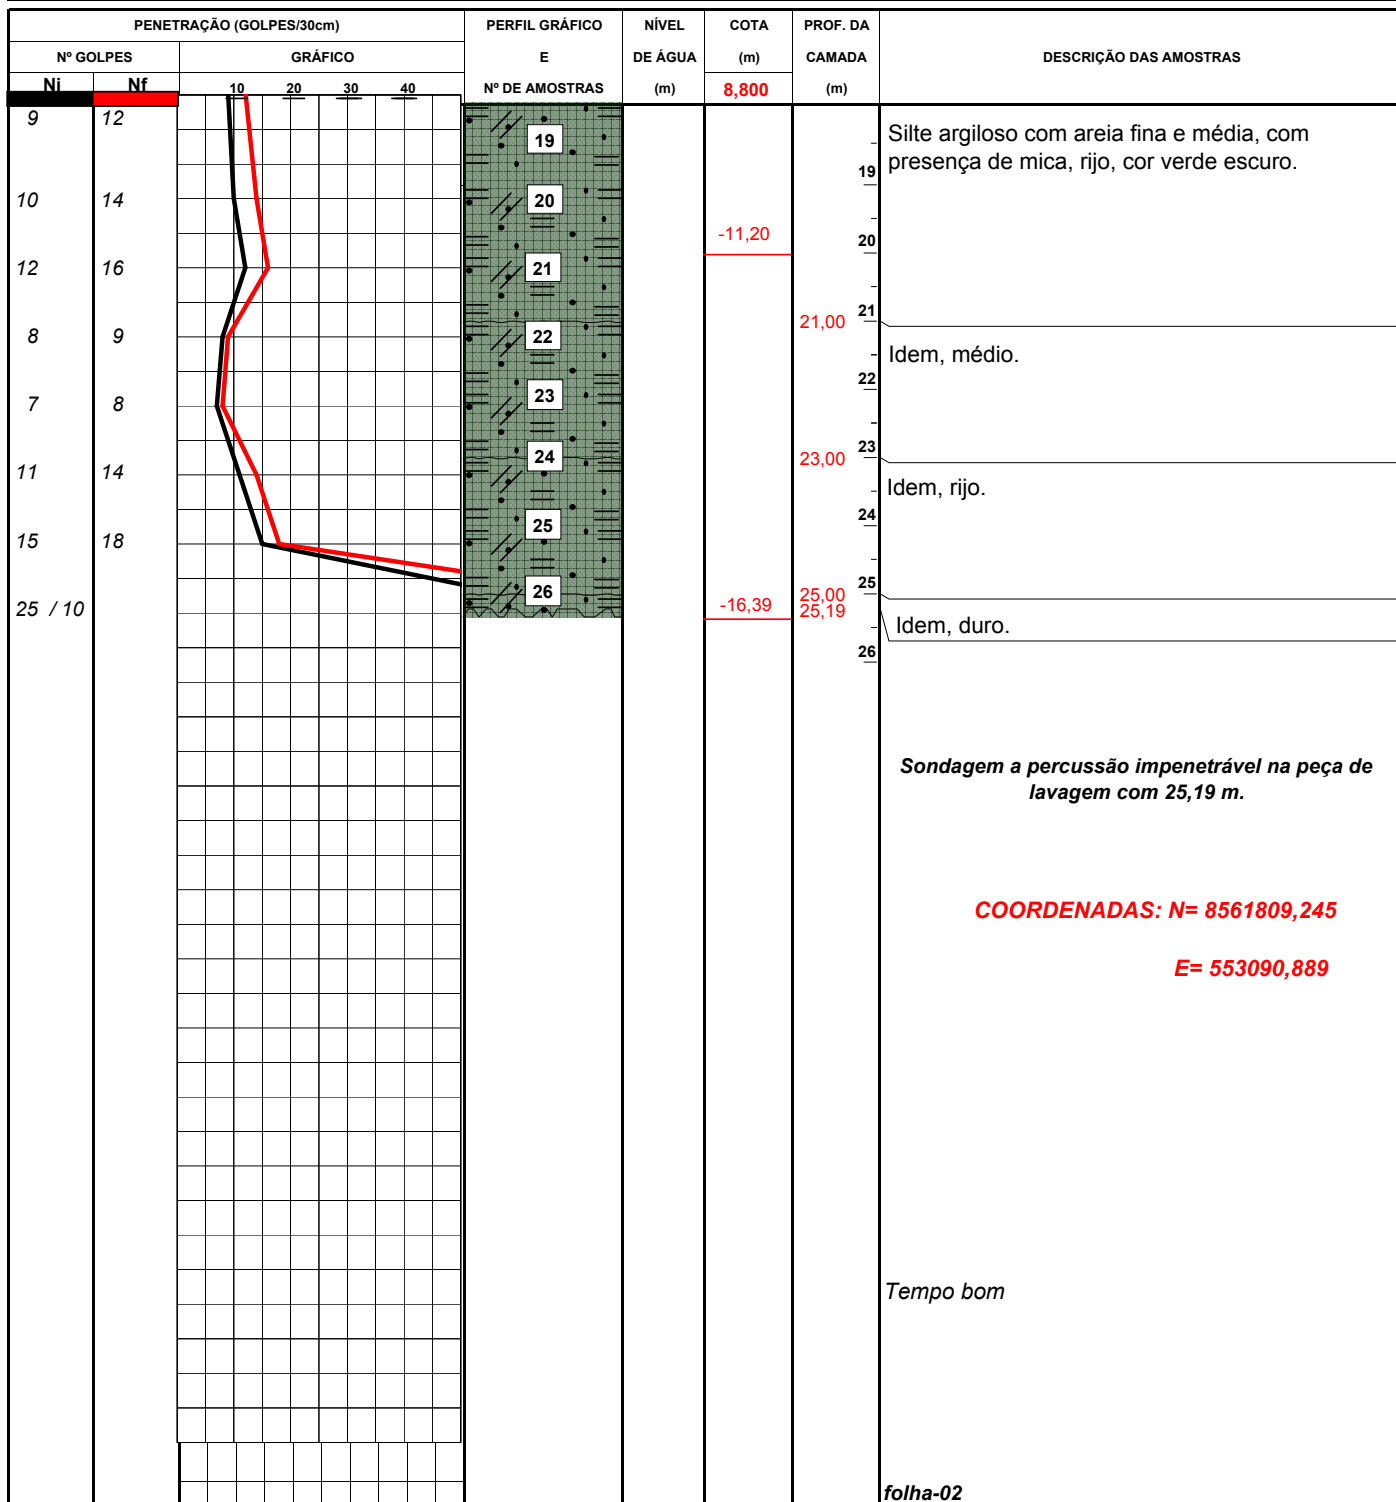 PENETRAÇÃO (GOLPES/30cm) PERFIL GRÁFICO NÍVEL COTA PROF. DA
Nº GOLPES GRÁFICO E DE ÁGUA (m) CAMADA DESCRIÇÃO DAS AMOSTRAS
Ni Nf 10 20 30 40 Nº DE AMOSTRAS (m) 8,800 (m)
9 12 19 Silte argiloso com areia fina e média, com
19 presença de mica, rijo, cor verde escuro.
10 14 20
-11,20 20
12 16 21
21,00 21
8 9 22 Idem, médio.
22
7 8 23
23,00 23
11 14 24 Idem, rijo.
24
15 18 25
25,00 25
25 / 10 26 -16,39 25,19
Idem, duro.
26
Sondagem a percussão impenetrável na peça de
lavagem com 25,19 m.
COORDENADAS: N= 8561809,245
E= 553090,889
Tempo bom
folha-02